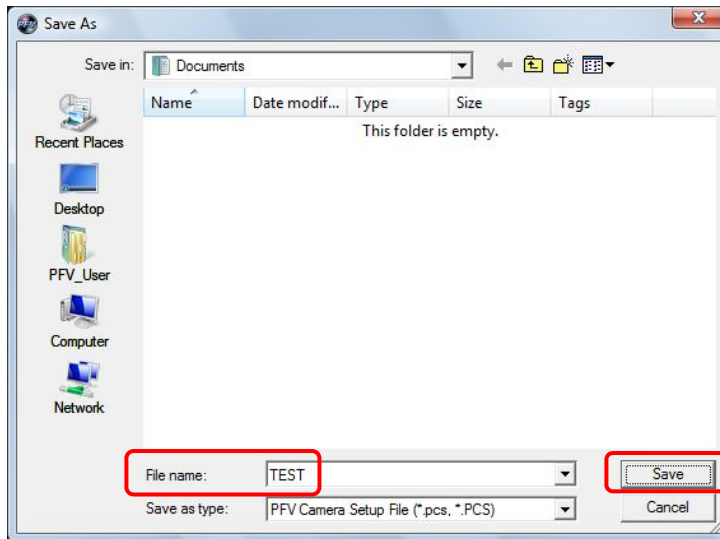 PFV Save As
Save in: Documents
Name Date modif... Type Size Tags
This folder is empty.
Recent Places
Desktop
PFV_User
Computer
Network
File name: TEST Save
Save as type: PFV Camera Setup File (*.pcs, *.PCS) Cancel